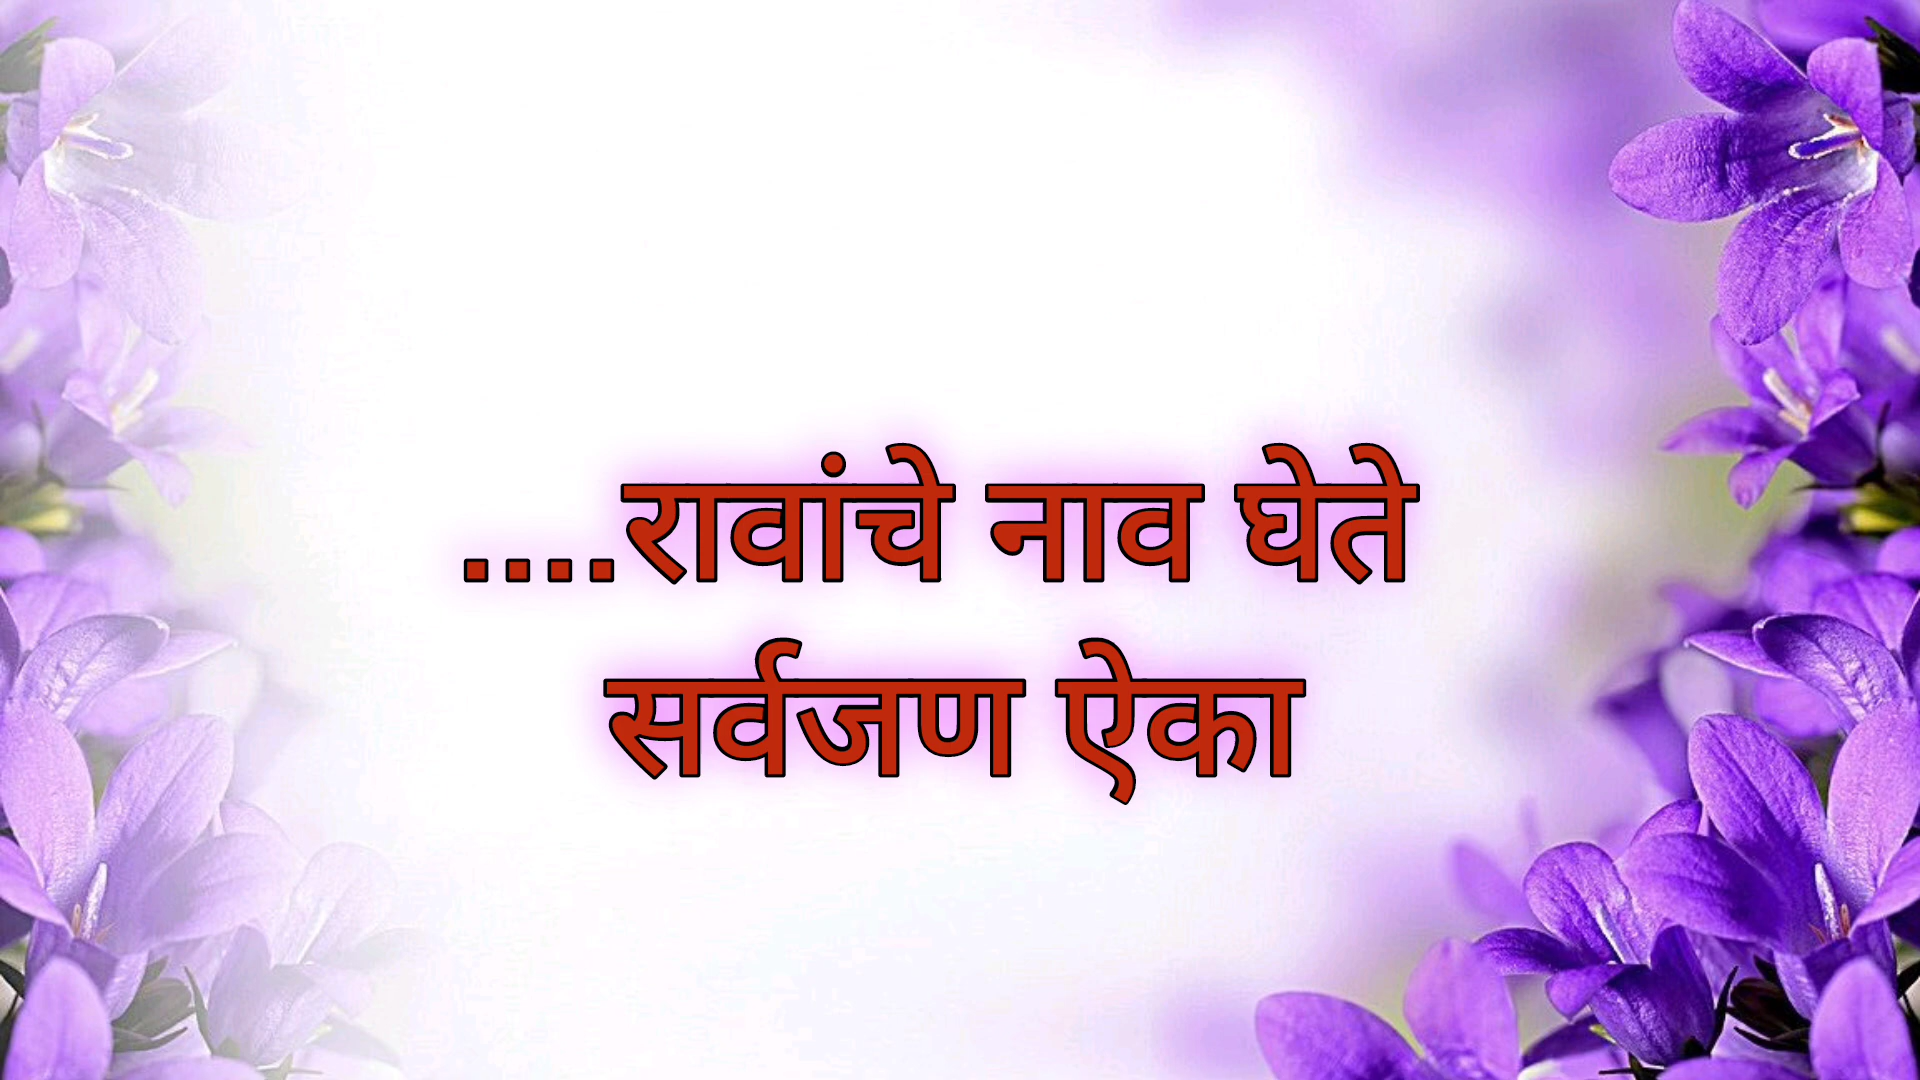 ....रावांचे नाव घेते
सर्वजण ऐका